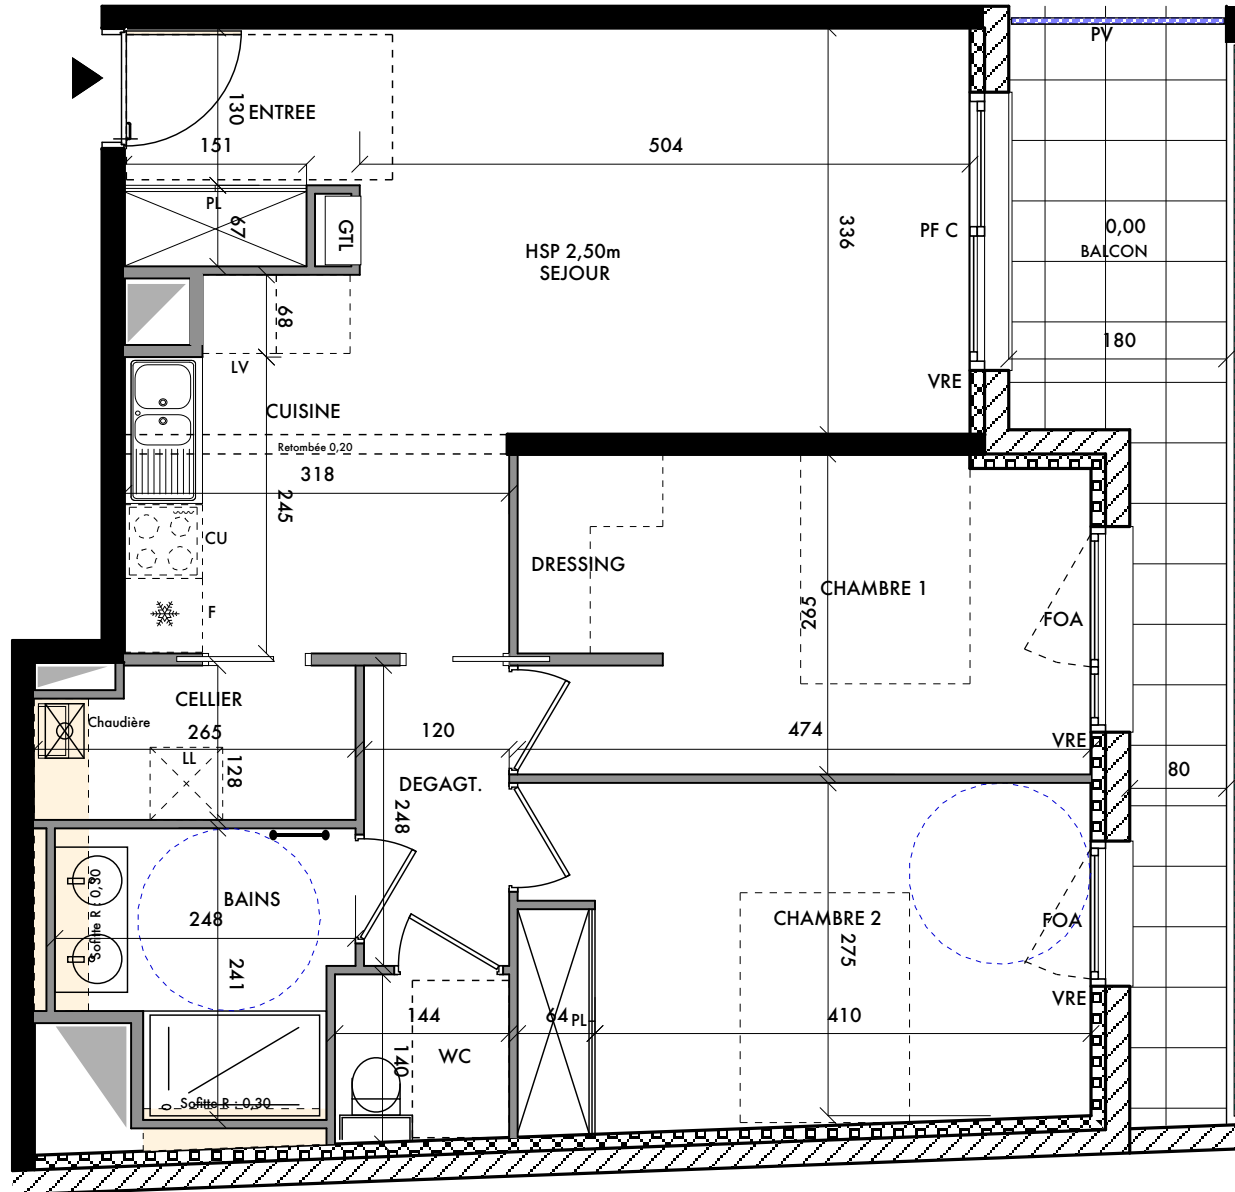 PV
130
ENTREE
151
504
PL
67
GTL
336
PF C
0,00
BALCON
HSP 2,50m
SEJOUR
68
180
LV
VRE
CUISINE
Retombée 0,20
318
245
CU
DRESSING
CHAMBRE 1
265
F
FOA
CELLIER
Chaudière
265
120
474
VRE
LL
128
DEGAGT.
80
248
Sofitte R : 0,30
BAINS
248
CHAMBRE 2
FOA
241
275
VRE
144
64
PL
410
WC
140
Sofitte R : 0,30